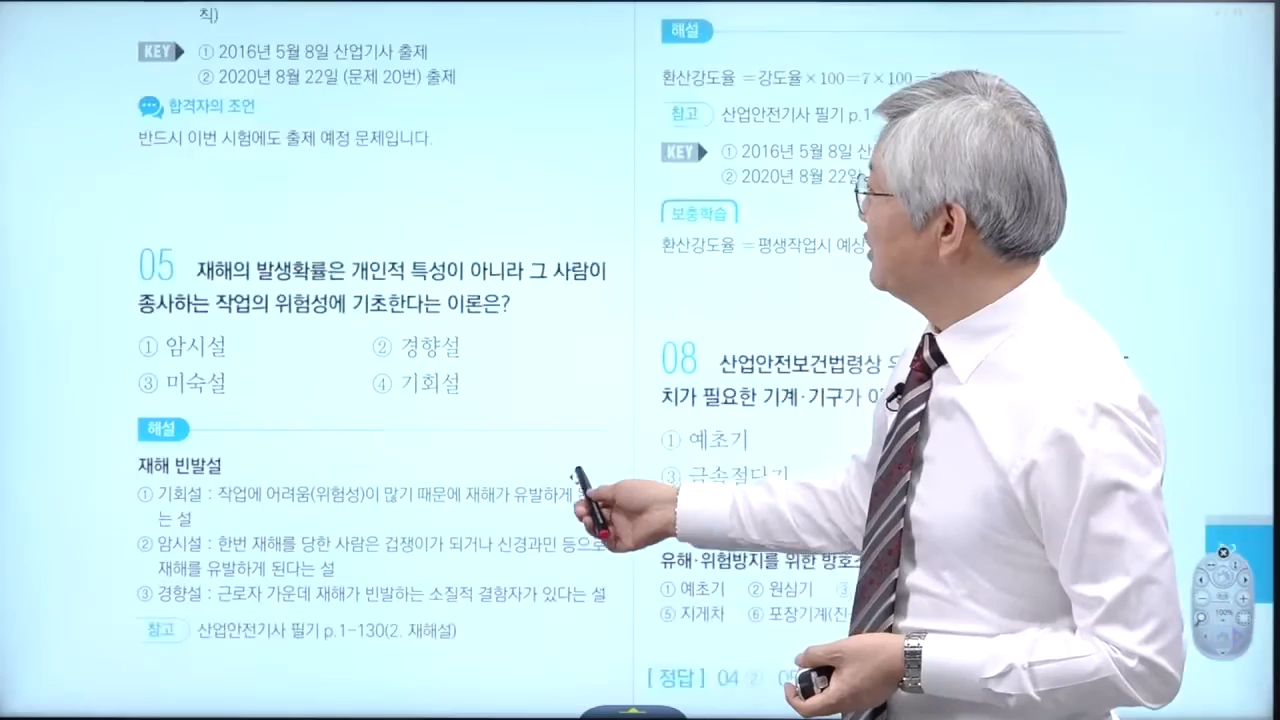 칙)
KEY ① 2016년 5월 8일 산업기사 출제
② 2020년 8월 22일 (문제 20번) 출제
합격자의 조언
반드시 이번 시험에도 출제 예정 문제입니다.
05 재해의 발생확률은 개인적 특성이 아니라 그 사람이
종사하는 작업의 위험성에 기초한다는 이론은?
① 암시설 ② 경향설
③ 미숙설 ④ 기회설
해설
재해 빈발설
① 기회설 : 작업에 어려움(위험성)이 많기 때문에 재해가 유발하게
는 설
② 암시설 : 한번 재해를 당한 사람은 겁쟁이가 되거나 신경과민 등으로
재해를 유발하게 된다는 설
③ 경향설 : 근로자 가운데 재해가 빈발하는 소질적 결함자가 있다는 설
참고 산업안전기사 필기 p.1-130(2. 재해설)
해설
환산강도율 =강도율×100=7×100=
참고 산업안전기사 필기 p.1
KEY ① 2016년 5월 8일 산
② 2020년 8월 22일
보충학습
환산강도율 =평생작업시 예상
08 산업안전보건법령상
치가 필요한 기계·기구가
① 예초기
③ 금속절단기
유해·위험방지를 위한 방호
① 예초기 ② 원심기 ③
⑤ 지게차 ⑥ 포장기계(진
[정답] 04 ② 05
100%